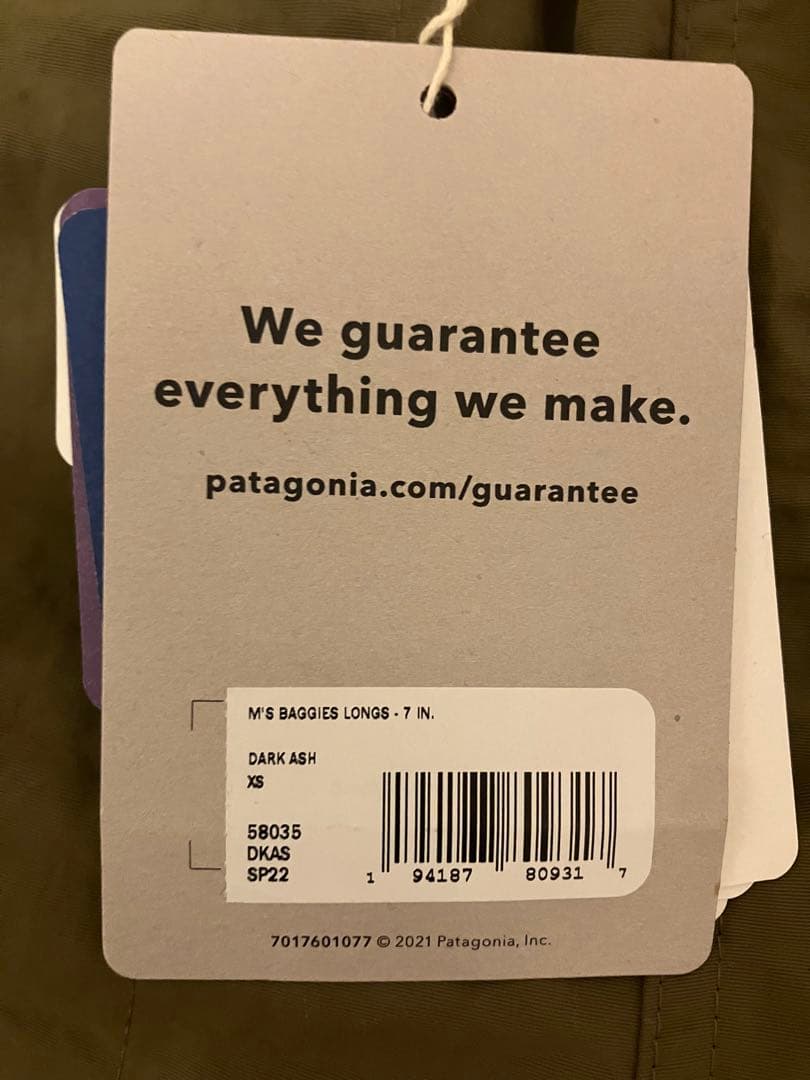 We guarantee
everything we make.
patagonia.com/guarantee
M'S BAGGIES LONGS - 7 IN.
DARK ASH
XS
58035
DKAS
SP22
1 94187 80931 7
7017601077 © 2021 Patagonia, Inc.